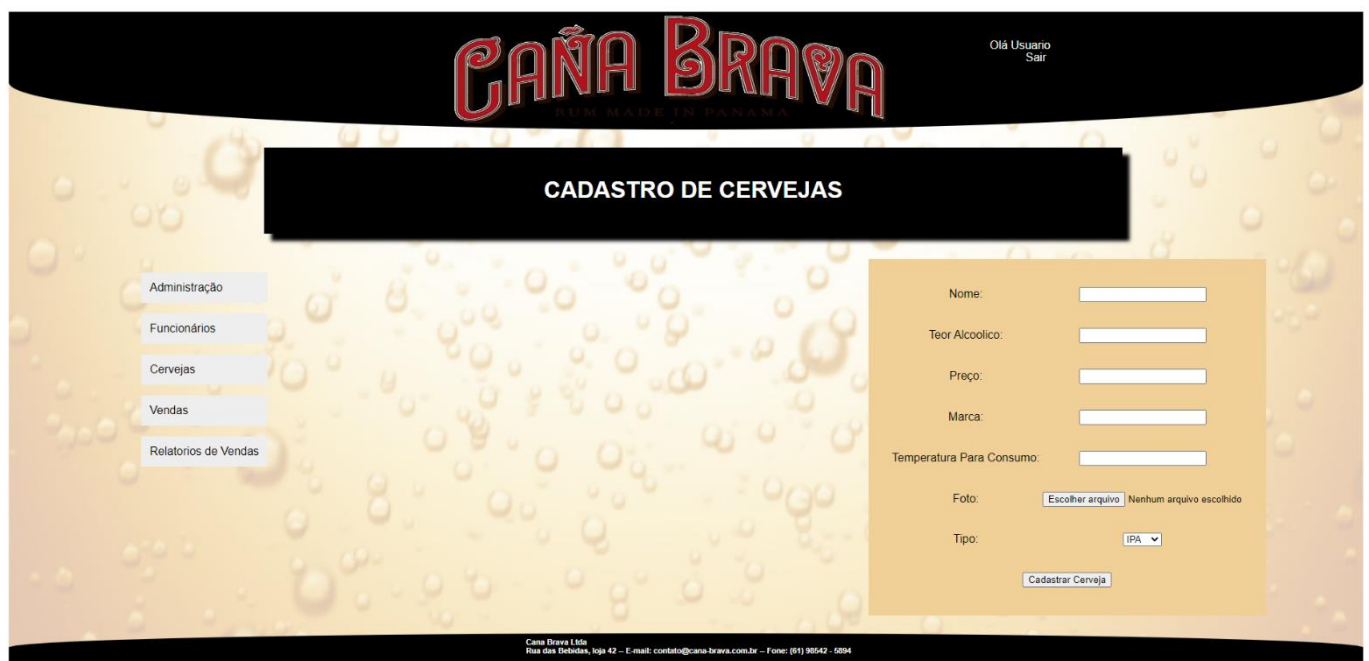 CAÑA BRAVA
RUM MADE IN PANAMA
Olá Usuario
Sair
CADASTRO DE CERVEJAS
Administração
Funcionários
Cervejas
Vendas
Relatorios de Vendas
Nome:
Teor Alcoolico:
Preço:
Marca:
Temperatura Para Consumo:
Foto: Escolher arquivo Nenhum arquivo escolhido
Tipo: IPA
Cadastrar Cerveja
Cana Brava Ltda
Rua das Bebidas, loja 42 -- E-mail: contato@cana-brava.com.br -- Fone: (61) 98542 - 5894